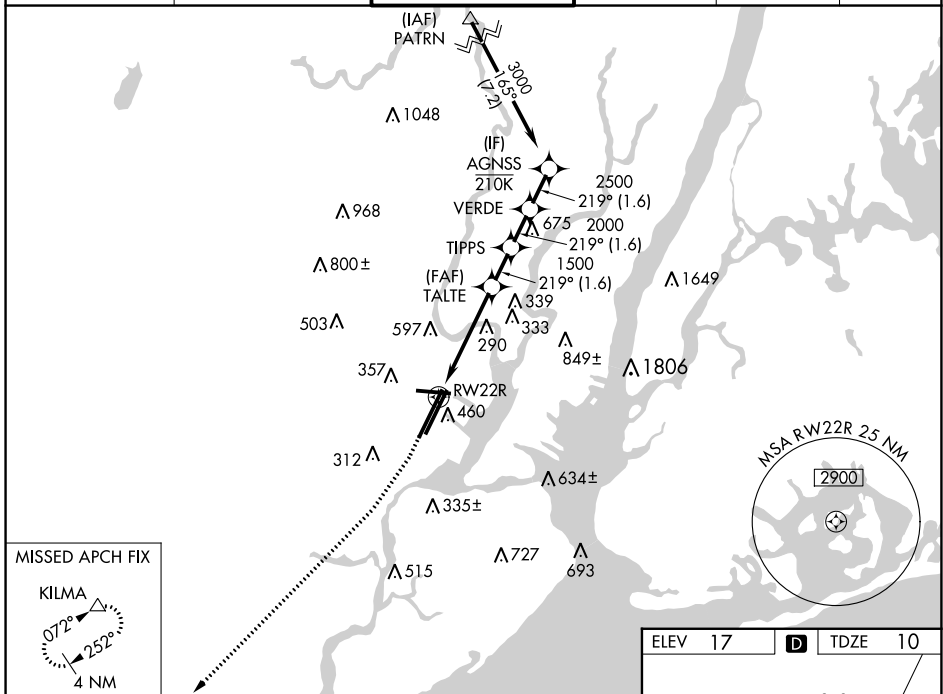 (IAF)
PATRN
3000
165°
(7.2)
1048
(IF)
AGNSS
210K
2500
219° (1.6)
VERDE
968
675
2000
219° (1.6)
TIPPS
800±
1500
219° (1.6)
(FAF)
TALTE
1649
339
503
597
333
290
849±
357
1806
RW22R
460
MSA RW22R 25 NM
2900
312
634±
335±
MISSED APCH FIX
727
693
515
KILMA
072°
252°
4 NM
ELEV 17
D
TDZE 10